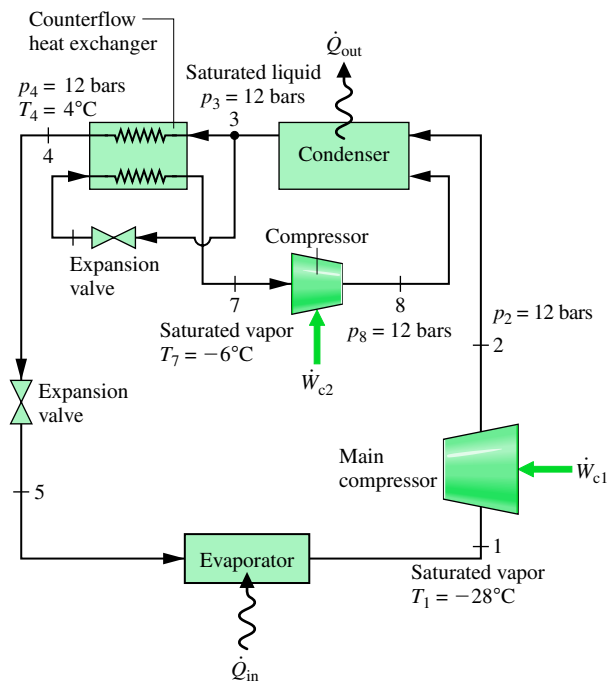 Counterflow
heat exchanger
Q̇out
p4 = 12 bars
T4 = 4°C
Saturated liquid
p3 = 12 bars
3
4
Condenser
Compressor
Expansion
valve
7
8
Saturated vapor
T7 = −6°C
p8 = 12 bars
p2 = 12 bars
2
Ẇc2
Expansion
valve
Main
compressor
Ẇc1
5
Evaporator
1
Saturated vapor
T1 = −28°C
Q̇in